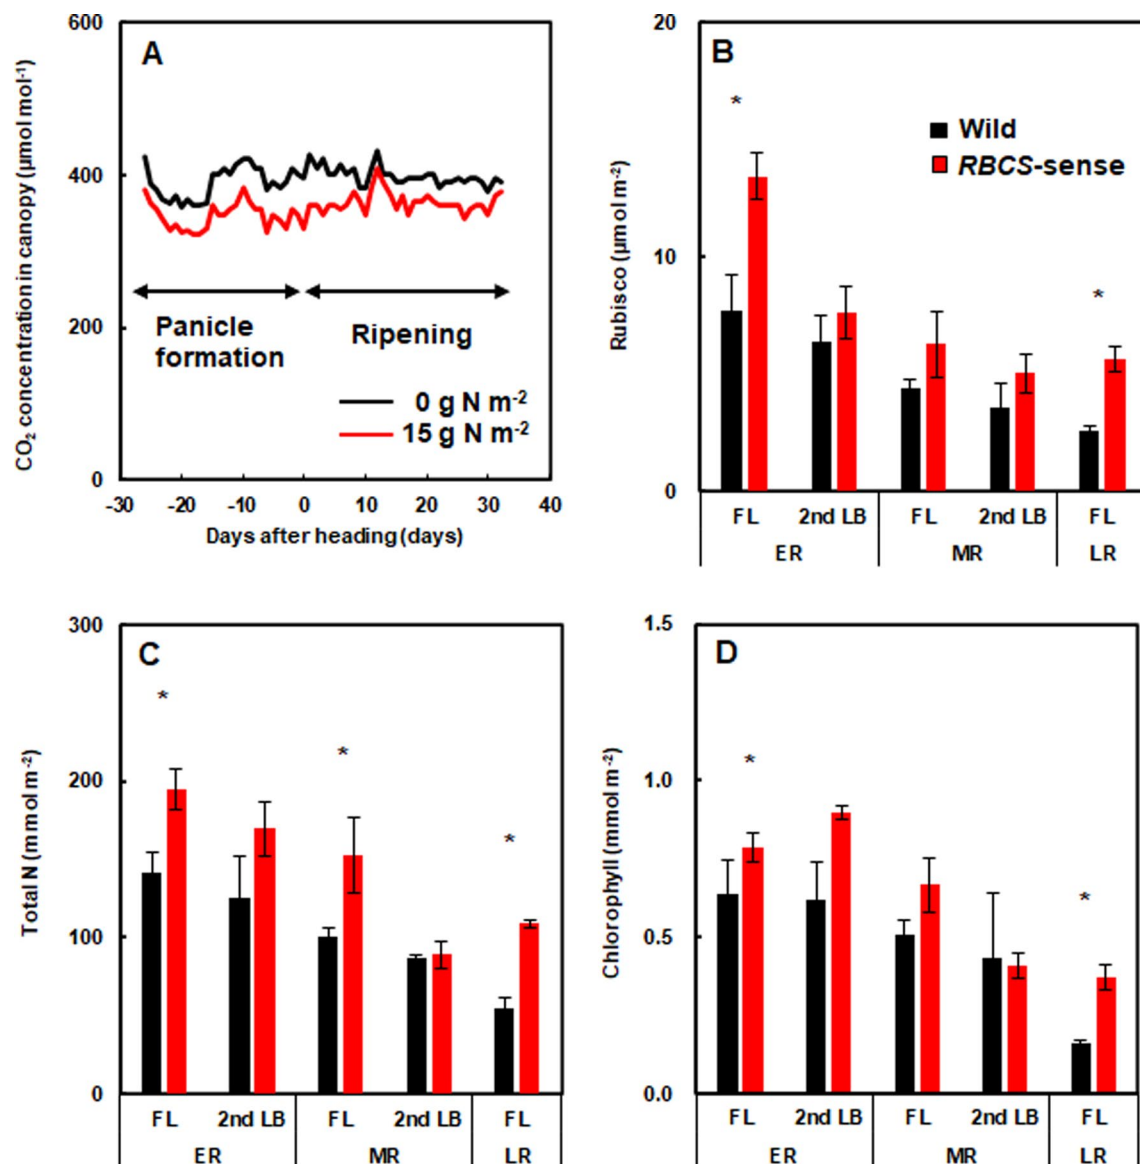 A
CO₂ concentration in canopy (µmol mol⁻¹)
600
400
200
0
Panicle
formation
Ripening
0 g N m⁻²
15 g N m⁻²
-30 -20 -10 0 10 20 30 40
Days after heading (days)
B
Rubisco (µmol m⁻²)
20
10
0
*
*
Wild
RBCS-sense
FL 2nd LB FL 2nd LB FL
ER MR LR
C
Total N (mmol m⁻²)
300
200
100
0
*
*
*
FL 2nd LB FL 2nd LB FL
ER MR LR
D
Chlorophyll (mmol m⁻²)
1.5
1.0
0.5
0.0
*
*
FL 2nd LB FL 2nd LB FL
ER MR LR